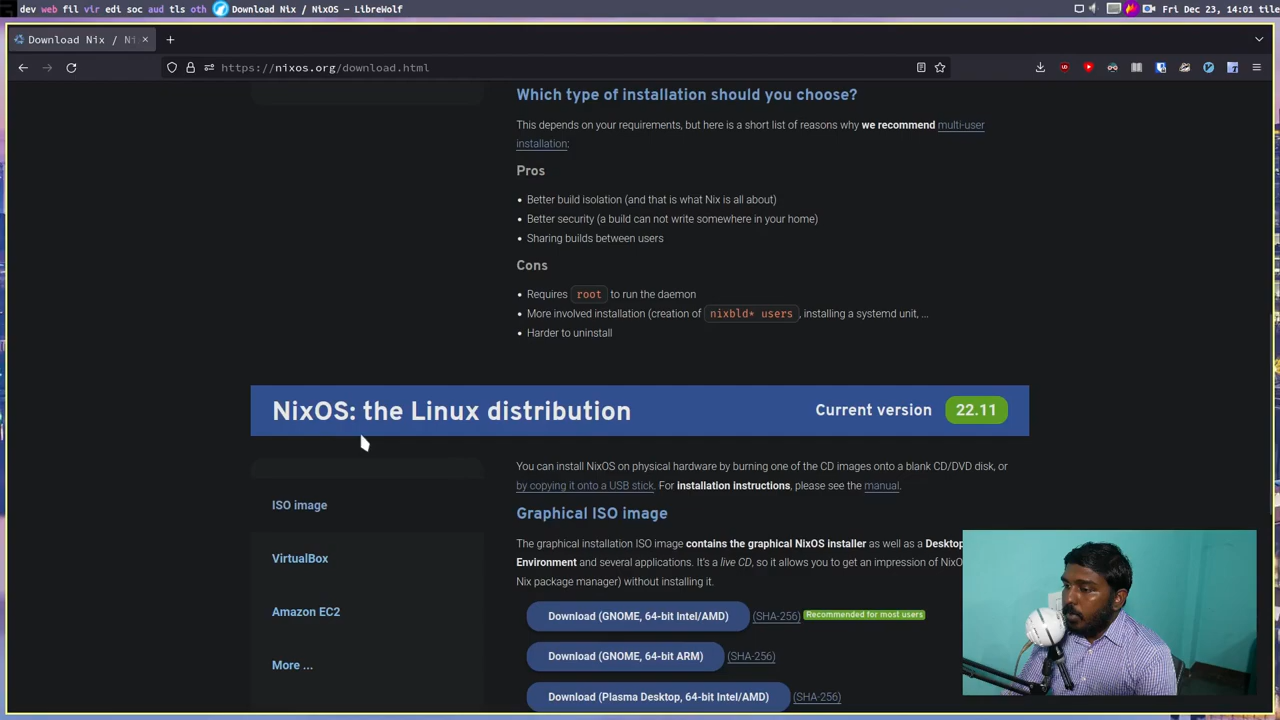 dev web fil vir edi soc aud tls oth Download Nix / NixOS — LibreWolf
Fri Dec 23, 14:01 tile
Download Nix / Ni
https://nixos.org/download.html
Which type of installation should you choose?
This depends on your requirements, but here is a short list of reasons why we recommend multi-user
installation:
Pros
• Better build isolation (and that is what Nix is all about)
• Better security (a build can not write somewhere in your home)
• Sharing builds between users
Cons
• Requires root to run the daemon
• More involved installation (creation of nixbld* users, installing a systemd unit, …
• Harder to uninstall
NixOS: the Linux distribution
Current version 22.11
You can install NixOS on physical hardware by burning one of the CD images onto a blank CD/DVD disk, or
by copying it onto a USB stick. For installation instructions, please see the manual.
ISO image
VirtualBox
Amazon EC2
More ...
Graphical ISO image
The graphical installation ISO image contains the graphical NixOS installer as well as a Desktop
Environment and several applications. It's a live CD, so it allows you to get an impression of
Nix package manager) without installing it.
Download (GNOME, 64-bit Intel/AMD) (SHA-256) Recommended for most users
Download (GNOME, 64-bit ARM) (SHA-256)
Download (Plasma Desktop, 64-bit Intel/AMD) (SHA-256)